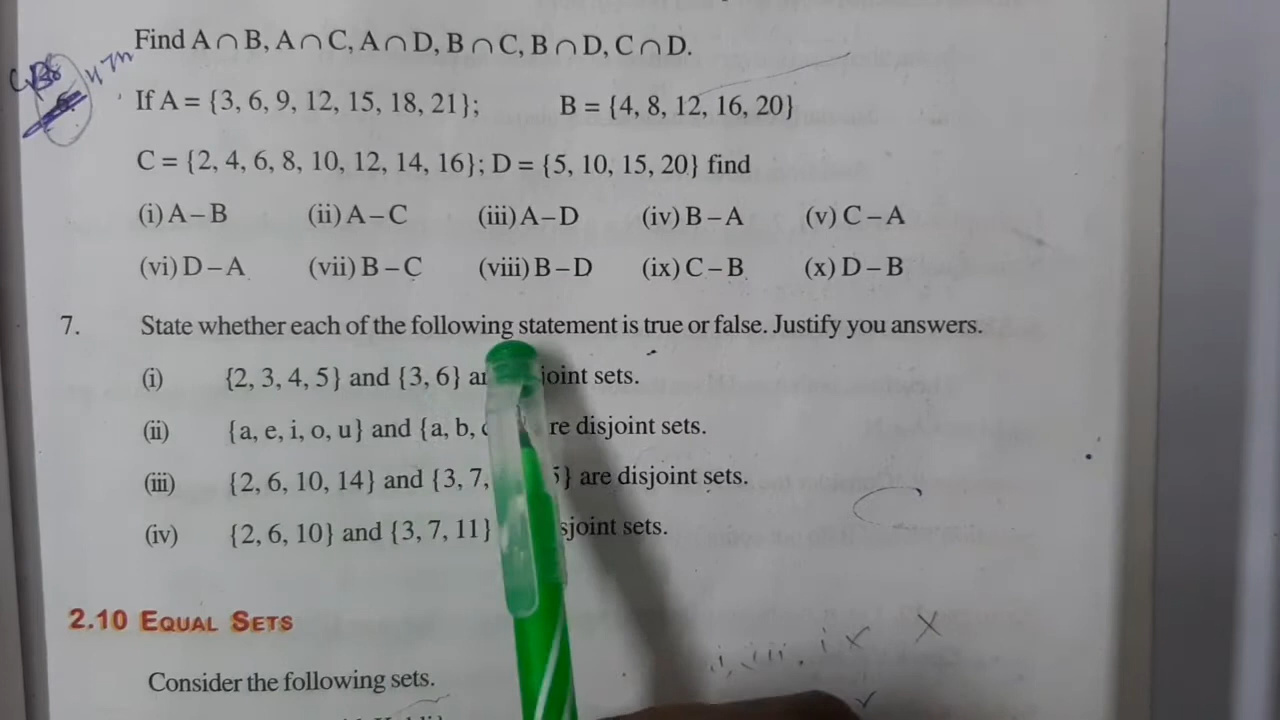 Find A ∩ B, A ∩ C, A ∩ D, B ∩ C, B ∩ D, C ∩ D.
If A = {3, 6, 9, 12, 15, 18, 21}; B = {4, 8, 12, 16, 20}
C = {2, 4, 6, 8, 10, 12, 14, 16}; D = {5, 10, 15, 20} find
(i) A – B (ii) A – C (iii) A – D (iv) B – A (v) C – A
(vi) D – A (vii) B – C (viii) B – D (ix) C – B (x) D – B
7. State whether each of the following statement is true or false. Justify you answers.
(i) {2, 3, 4, 5} and {3, 6} joint sets.
(ii) {a, e, i, o, u} and {a, b, disjoint sets.
(iii) {2, 6, 10, 14} and {3, 7, 5} are disjoint sets.
(iv) {2, 6, 10} and {3, 7, 11} sjoint sets.
2.10 EQUAL SETS
i, iii, ix x
Consider the following sets.